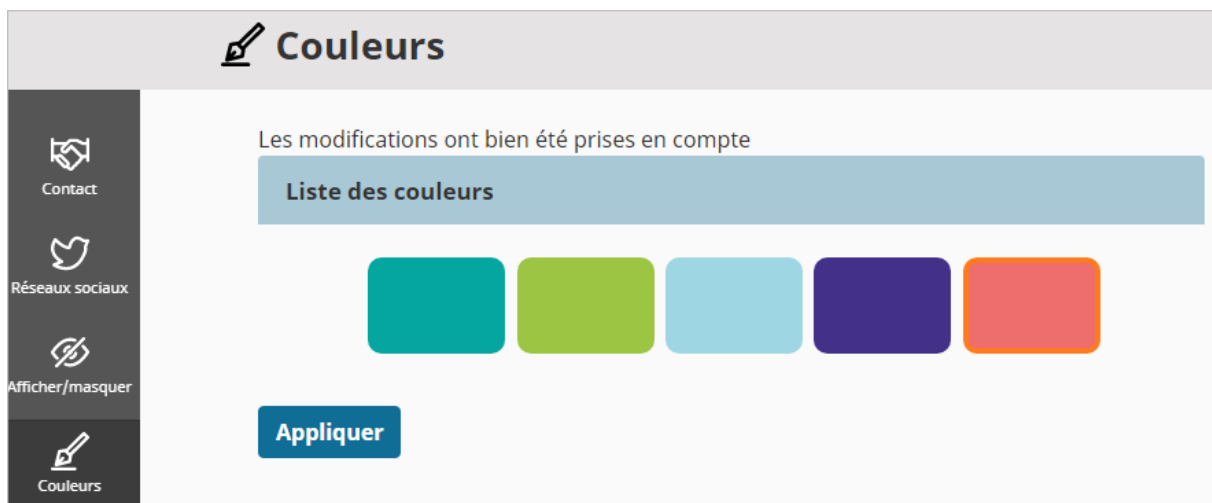 Couleurs
Contact
Réseaux sociaux
Afficher/masquer
Couleurs
Les modifications ont bien été prises en compte
Liste des couleurs
Appliquer